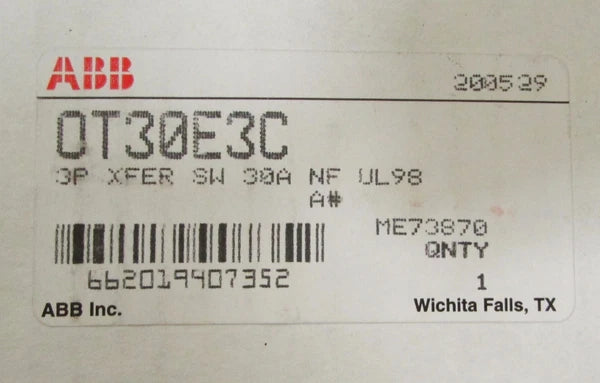 ABB 200529
OT30E3C
3P XFER SW 30A NF UL98
A#
ME73870
QNTY
662019407352 1
ABB Inc. Wichita Falls, TX